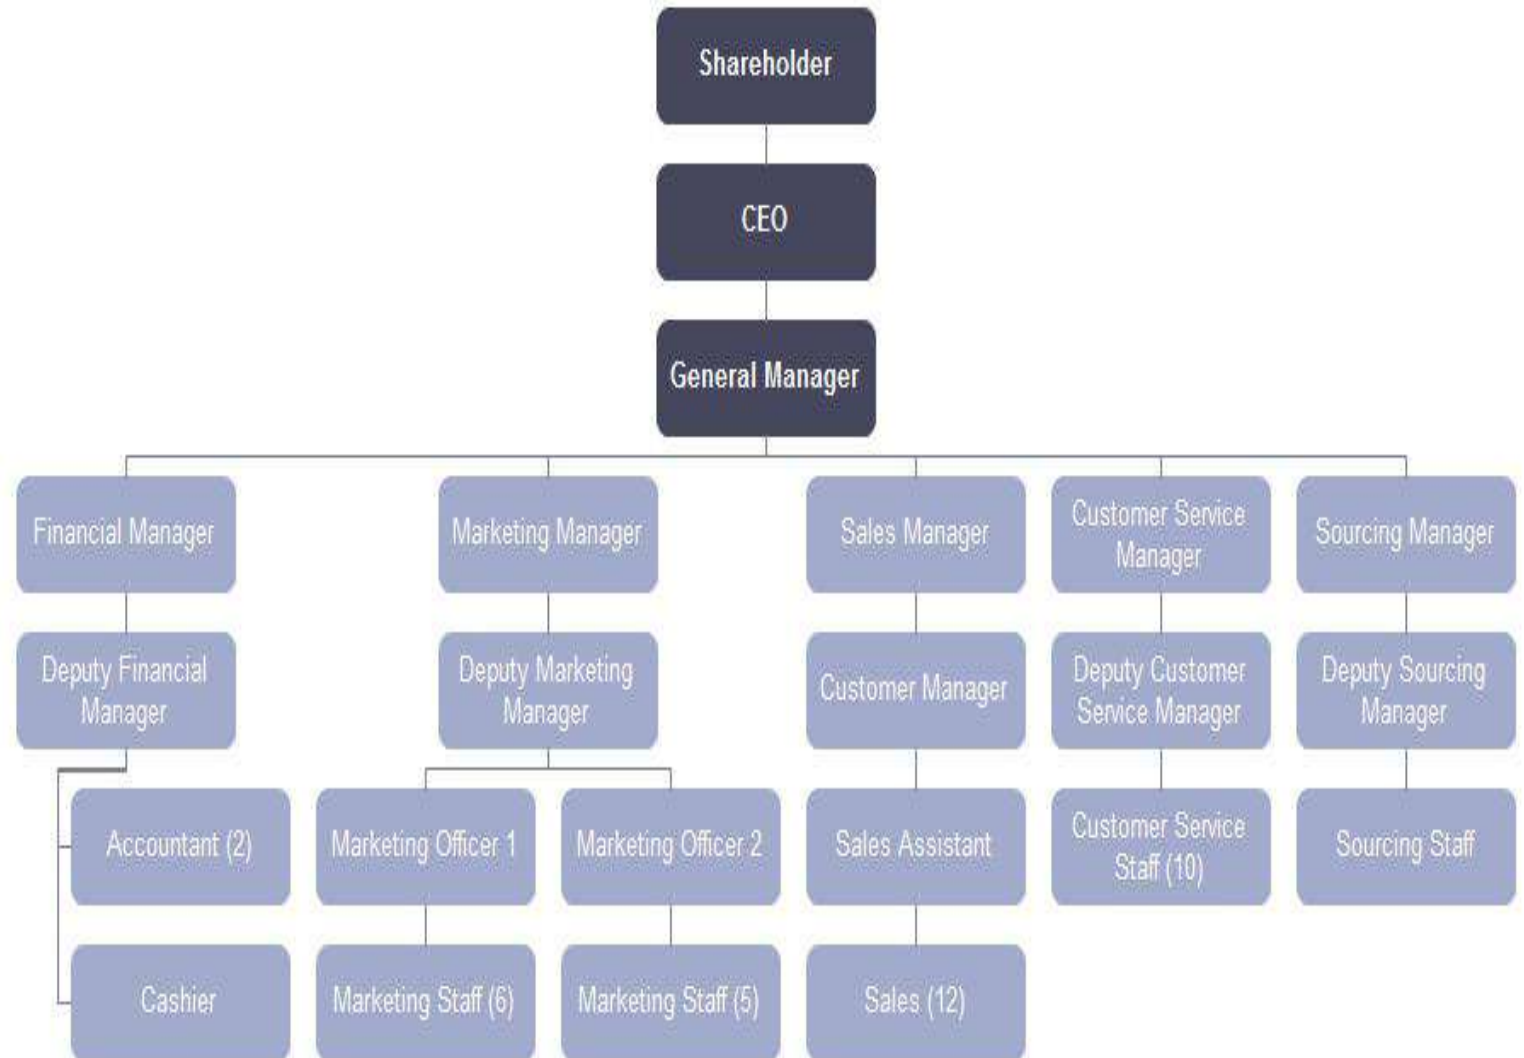 Shareholder
CEO
General Manager
Financial Manager
Marketing Manager
Sales Manager
Customer Service
Manager
Sourcing Manager
Deputy Financial
Manager
Deputy Marketing
Manager
Customer Manager
Deputy Customer
Service Manager
Deputy Sourcing
Manager
Accountant (2)
Marketing Officer 1
Marketing Officer 2
Sales Assistant
Customer Service
Staff (10)
Sourcing Staff
Cashier
Marketing Staff (6)
Marketing Staff (5)
Sales (12)